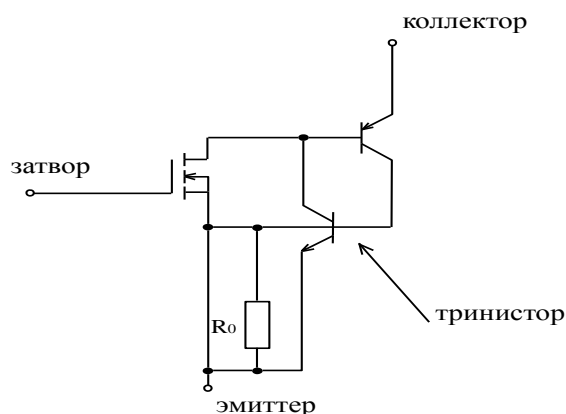 коллектор
затвор
тринистор
R₀
эмиттер